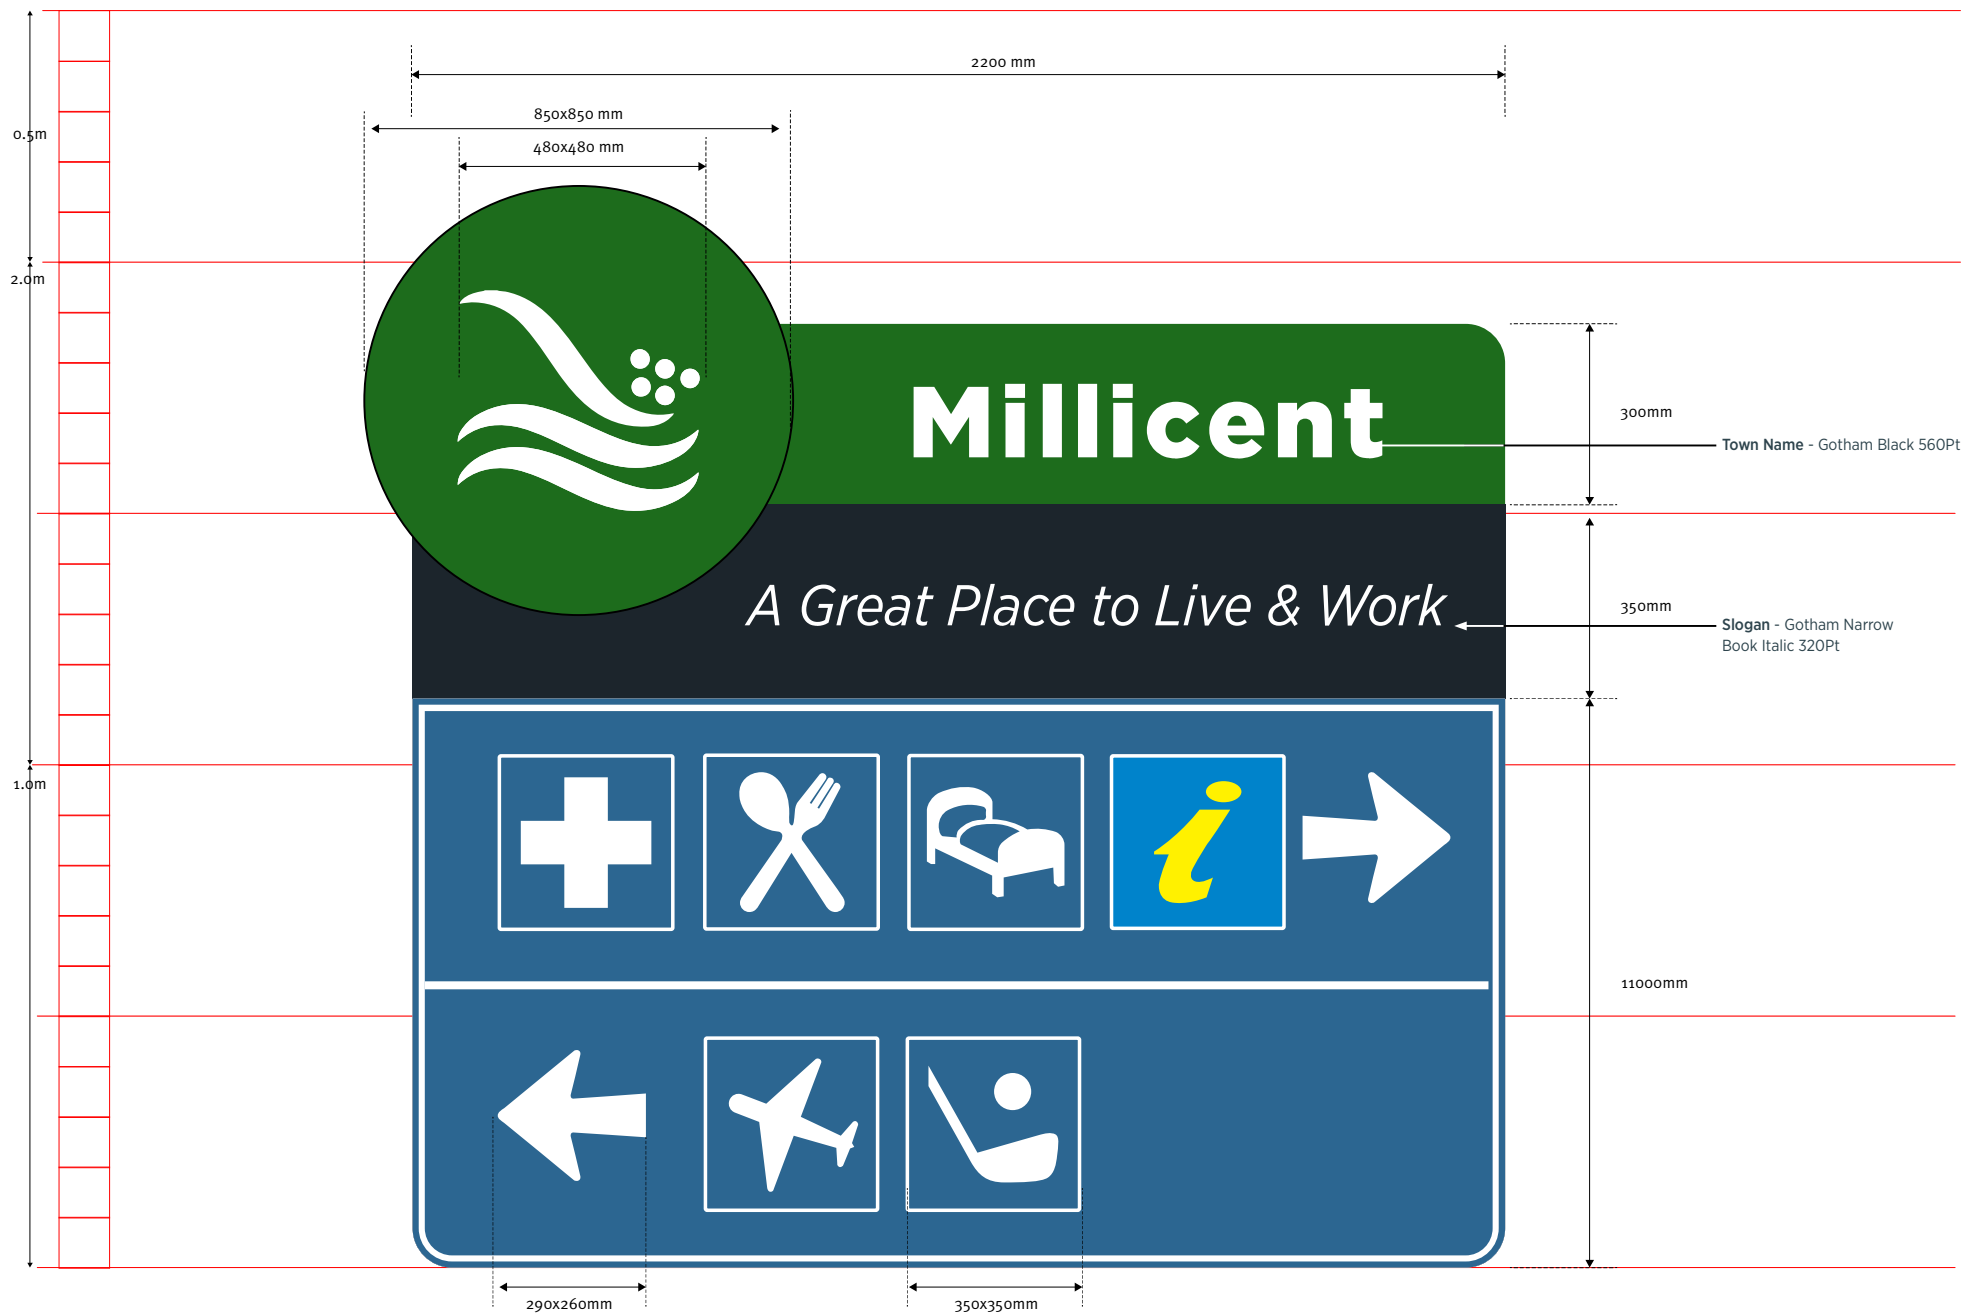 2200 mm
850x850 mm
0.5m
480x480 mm
2.0m
Millicent
300mm
Town Name - Gotham Black 560Pt
A Great Place to Live & Work
350mm
Slogan - Gotham Narrow
Book Italic 320Pt
1.0m
i
11000mm
290x260mm
350x350mm